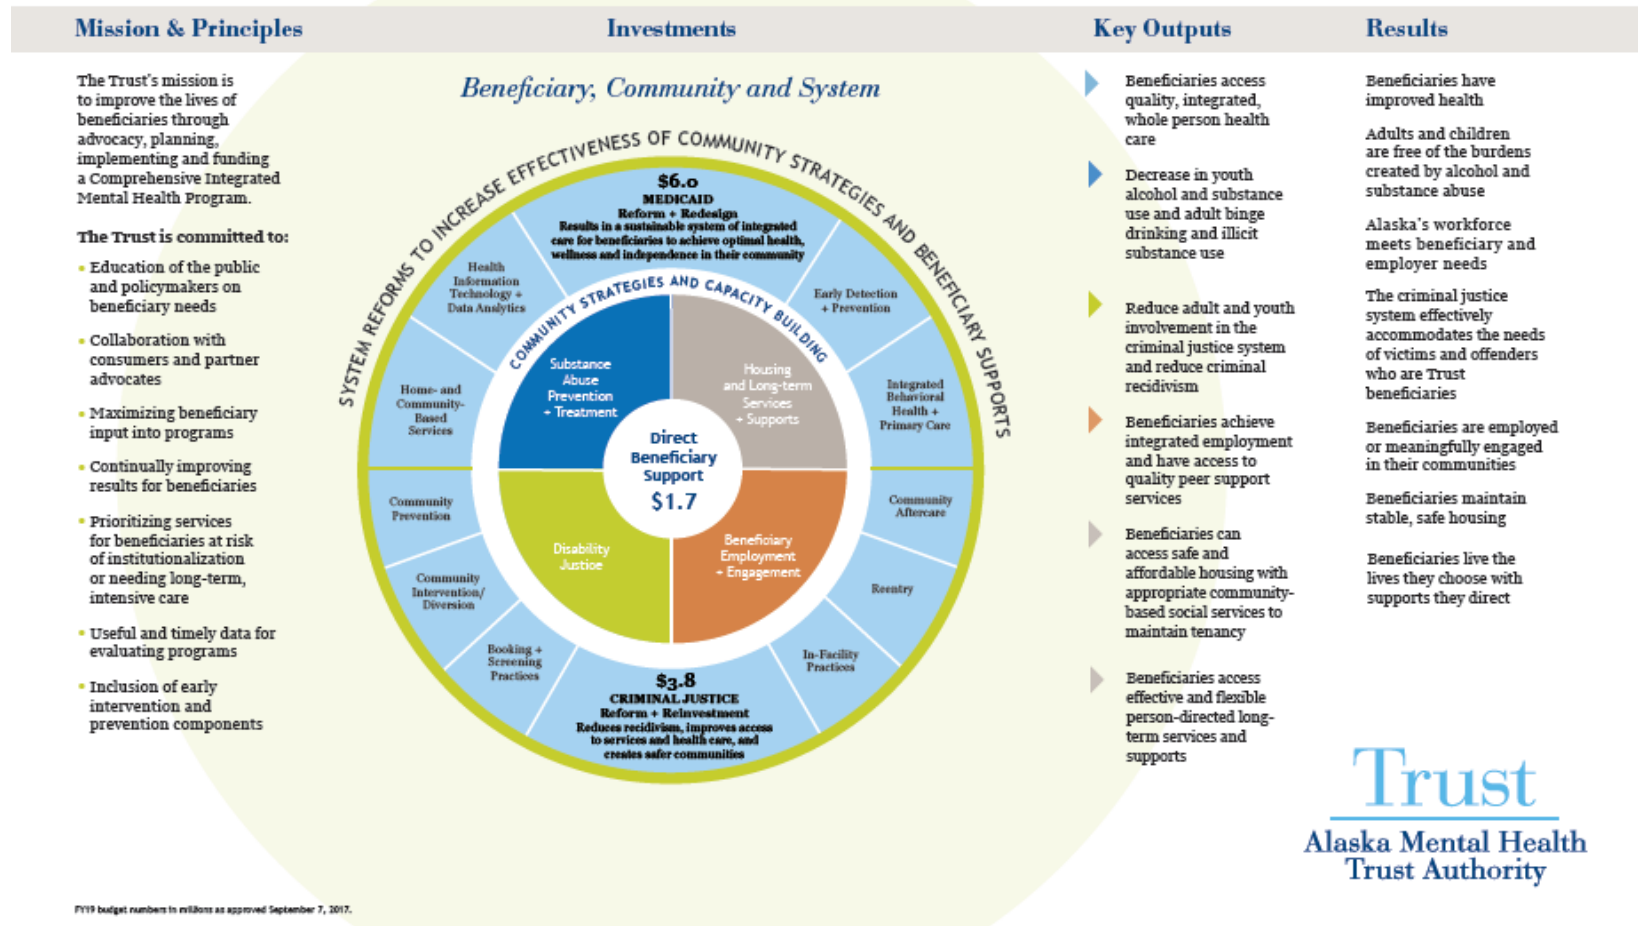 Mission & Principles
Investments
Key Outputs
Results
The Trust's mission is
to improve the lives of
beneficiaries through
advocacy, planning,
implementing and funding
a Comprehensive Integrated
Mental Health Program.
The Trust is committed to:
• Education of the public
and policymakers on
beneficiary needs
• Collaboration with
consumers and partner
advocates
• Maximizing beneficiary
input into programs
• Continually improving
results for beneficiaries
• Prioritizing services
for beneficiaries at risk
of institutionalization
or needing long-term,
intensive care
• Useful and timely data for
evaluating programs
• Inclusion of early
intervention and
prevention components
Beneficiary, Community and System
SYSTEM REFORMS TO INCREASE EFFECTIVENESS OF COMMUNITY STRATEGIES AND BENEFICIARY SUPPORTS
$6.0
MEDICAID
Reform + Redesign
Results in a sustainable system of integrated
care for beneficiaries to achieve optimal health,
wellness and independence in their community
Health
Information
Technology +
Data Analytics
Early Detection
+ Prevention
COMMUNITY STRATEGIES AND CAPACITY BUILDING
Home- and
Community-
Based
Services
Integrated
Behavioral
Health +
Primary Care
Substance
Abuse
Prevention
+ Treatment
Housing
and Long-term
Services
+ Supports
Direct
Beneficiary
Support
$1.7
Disability
Justice
Beneficiary
Employment
+ Engagement
Community
Prevention
Community
Aftercare
Community
Intervention/
Diversion
Reentry
Booking +
Screening
Practices
In-Facility
Practices
$3.8
CRIMINAL JUSTICE
Reform + ReInvestment
Reduces recidivism, improves access
to services and health care, and
creates safer communities
Beneficiaries access
quality, integrated,
whole person health
care
Decrease in youth
alcohol and substance
use and adult binge
drinking and illicit
substance use
Reduce adult and youth
involvement in the
criminal justice system
and reduce criminal
recidivism
Beneficiaries achieve
integrated employment
and have access to
quality peer support
services
Beneficiaries can
access safe and
affordable housing with
appropriate community-
based social services to
maintain tenancy
Beneficiaries access
effective and flexible
person-directed long-
term services and
supports
Beneficiaries have
improved health
Adults and children
are free of the burdens
created by alcohol and
substance abuse
Alaska's workforce
meets beneficiary and
employer needs
The criminal justice
system effectively
accommodates the needs
of victims and offenders
who are Trust
beneficiaries
Beneficiaries are employed
or meaningfully engaged
in their communities
Beneficiaries maintain
stable, safe housing
Beneficiaries live the
lives they choose with
supports they direct
Trust
Alaska Mental Health
Trust Authority
FY19 budget numbers in millions as approved September 7, 2017.